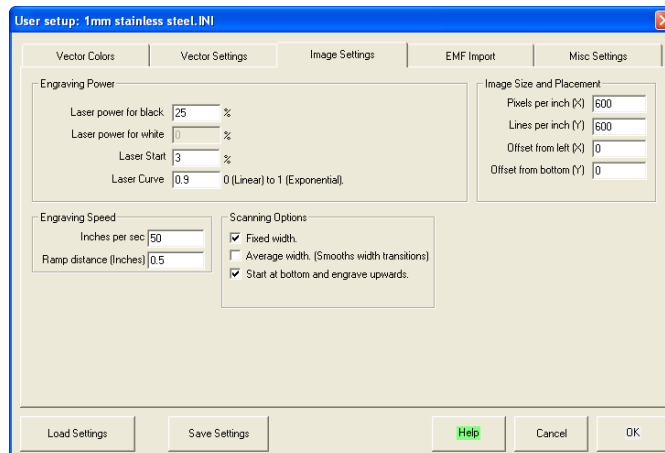 User setup: 1mm stainless steel.INI
Vector Colors
Vector Settings
Image Settings
EMF Import
Misc Settings
Engraving Power
Laser power for black 25 %
Laser power for white 0 %
Laser Start 3 %
Laser Curve 0.9 0 (Linear) to 1 (Exponential).
Image Size and Placement
Pixels per inch (X) 600
Lines per inch (Y) 600
Offset from left (X) 0
Offset from bottom (Y) 0
Engraving Speed
Inches per sec 50
Ramp distance (Inches) 0.5
Scanning Options
Fixed width.
Average width. (Smooths width transitions)
Start at bottom and engrave upwards.
Load Settings
Save Settings
Help
Cancel
OK